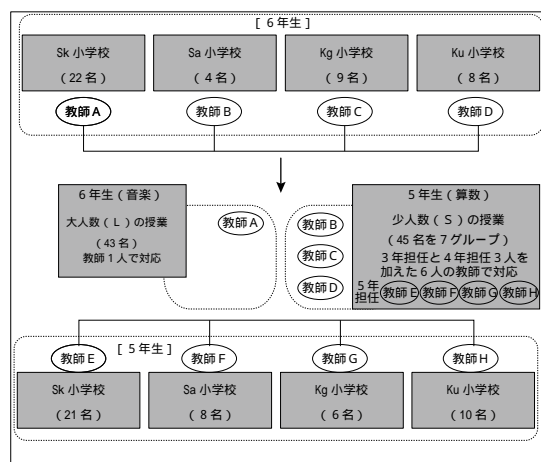 [ 6年生 ]
Sk 小学校
( 22 名 )
Sa 小学校
( 4 名 )
Kg 小学校
( 9 名 )
Ku 小学校
( 8 名 )
教師 A
教師 B
教師 C
教師 D
6年生 ( 音楽 )
大人数 ( L ) の授業
( 43 名 )
教師 1 人で対応
教師 A
教師 B
教師 C
教師 D
5年生 ( 算数 )
少人数 ( S ) の授業
( 45 名を 7 グループ )
3 年担任と 4 年担任 3 人を
加えた 6 人の教師で対応
5 年
担任
教師 E
教師 F
教師 G
教師 H
[ 5年生 ]
教師 E
教師 F
教師 G
教師 H
Sk 小学校
( 21 名 )
Sa 小学校
( 8 名 )
Kg 小学校
( 6 名 )
Ku 小学校
( 10 名 )